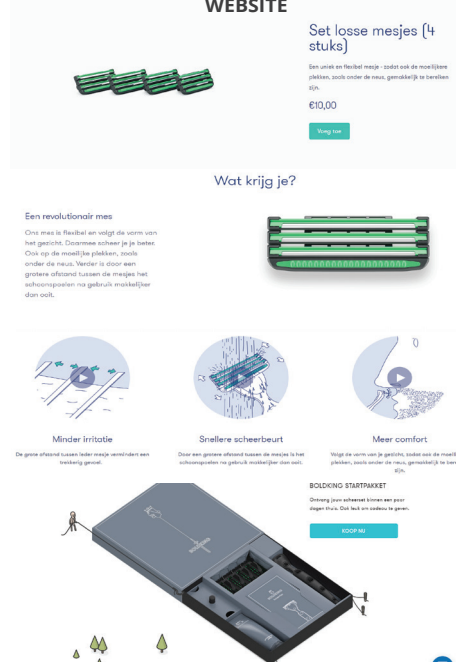 WEBSITE
Set losse mesjes (4
stuks)
Een uniek en flexibel mesje - zodat ook de moeilijkere
plekken, zoals onder de neus, gemakkelijk te bereiken
zijn.
€10,00
Voeg toe
Wat krijg je?
Een revolutionair mes
Ons mes is flexibel en volgt de vorm van
het gezicht. Daarmee scheer je je beter.
Ook op de moeilijke plekken, zoals
onder de neus. Verder is door een
grotere afstand tussen de mesjes het
schoonspoelen na gebruik makkelijker
dan ooit.
Minder irritatie
De grote afstand tussen ieder mesje vermindert een
trekkerig gevoel.
Snellere scheerbeurt
Door een grotere afstand tussen de mesjes is het
schoonspoelen na gebruik makkelijker dan ooit.
Meer comfort
Volgt de vorm van je gezicht, zodat ook de moeil
plekken, zoals onder de neus, gemakkelijk te ber
zijn.
BOLDKING STARTPAKKET
Ontvang jouw scheerset binnen een paar
dagen thuis. Ook leuk om cadeau te geven.
KOOP NU
BOLDKING